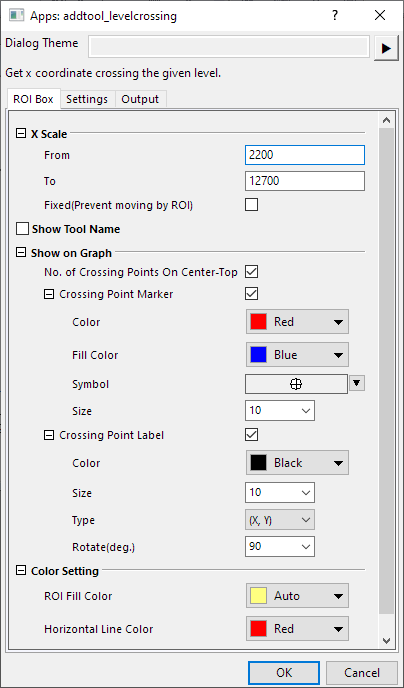 Apps: addtool_levelcrossing
Dialog Theme
Get x coordinate crossing the given level.
ROI Box Settings Output
X Scale
From 2200
To 12700
Fixed(Prevent moving by ROI)
Show Tool Name
Show on Graph
No. of Crossing Points On Center-Top
Crossing Point Marker
Color Red
Fill Color Blue
Symbol
Size 10
Crossing Point Label
Color Black
Size 10
Type (X, Y)
Rotate(deg.) 90
Color Setting
ROI Fill Color Auto
Horizontal Line Color Red
OK Cancel